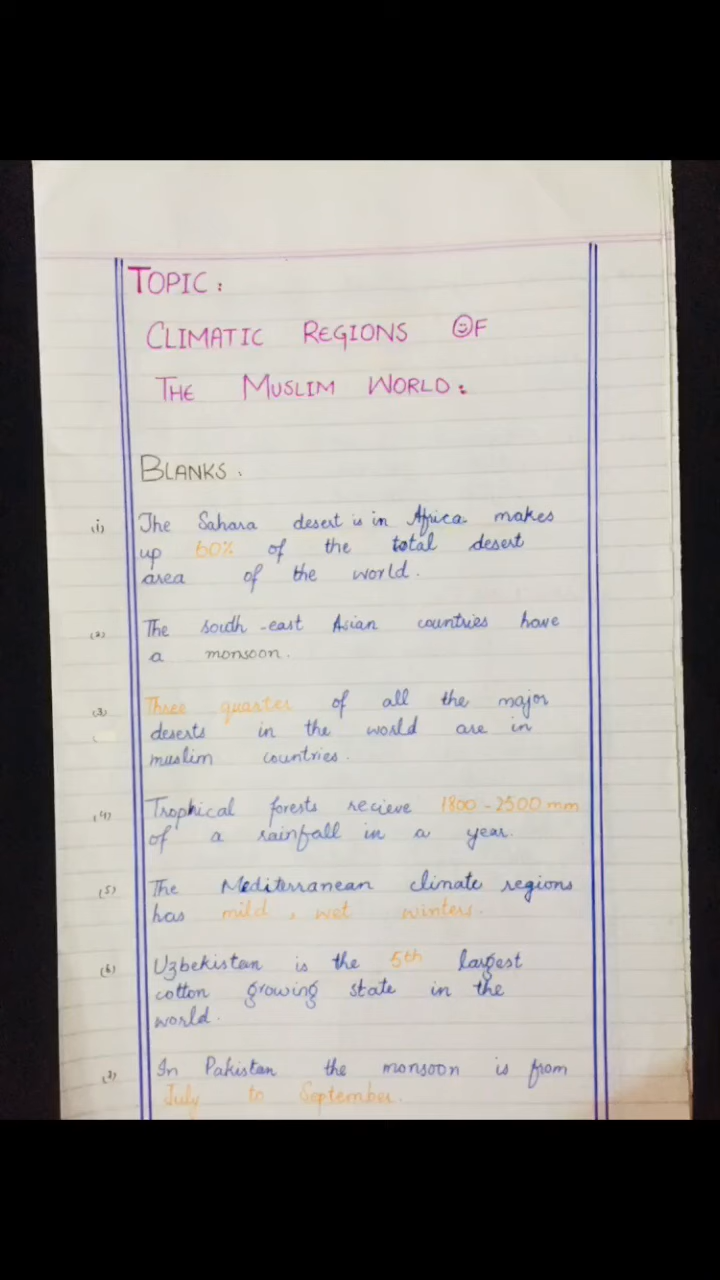 TOPIC:
CLIMATIC REGIONS OF
THE MUSLIM WORLD:
BLANKS.
(i) The Sahara desert is in Africa makes
up 60% of the total desert
area of the world.
(2) The south-east Asian countries have
a monsoon.
(3) Three quarter of all the major
deserts in the world are in
muslim countries.
(4) Trophical forests recieve 1800-2500 mm
of a rainfall in a year.
(5) The Mediterranean climate regions
has mild, wet winters.
(6) Uzbekistan is the 5th largest
cotton growing state in the
world.
(7) In Pakistan the monsoon is from
July to September.